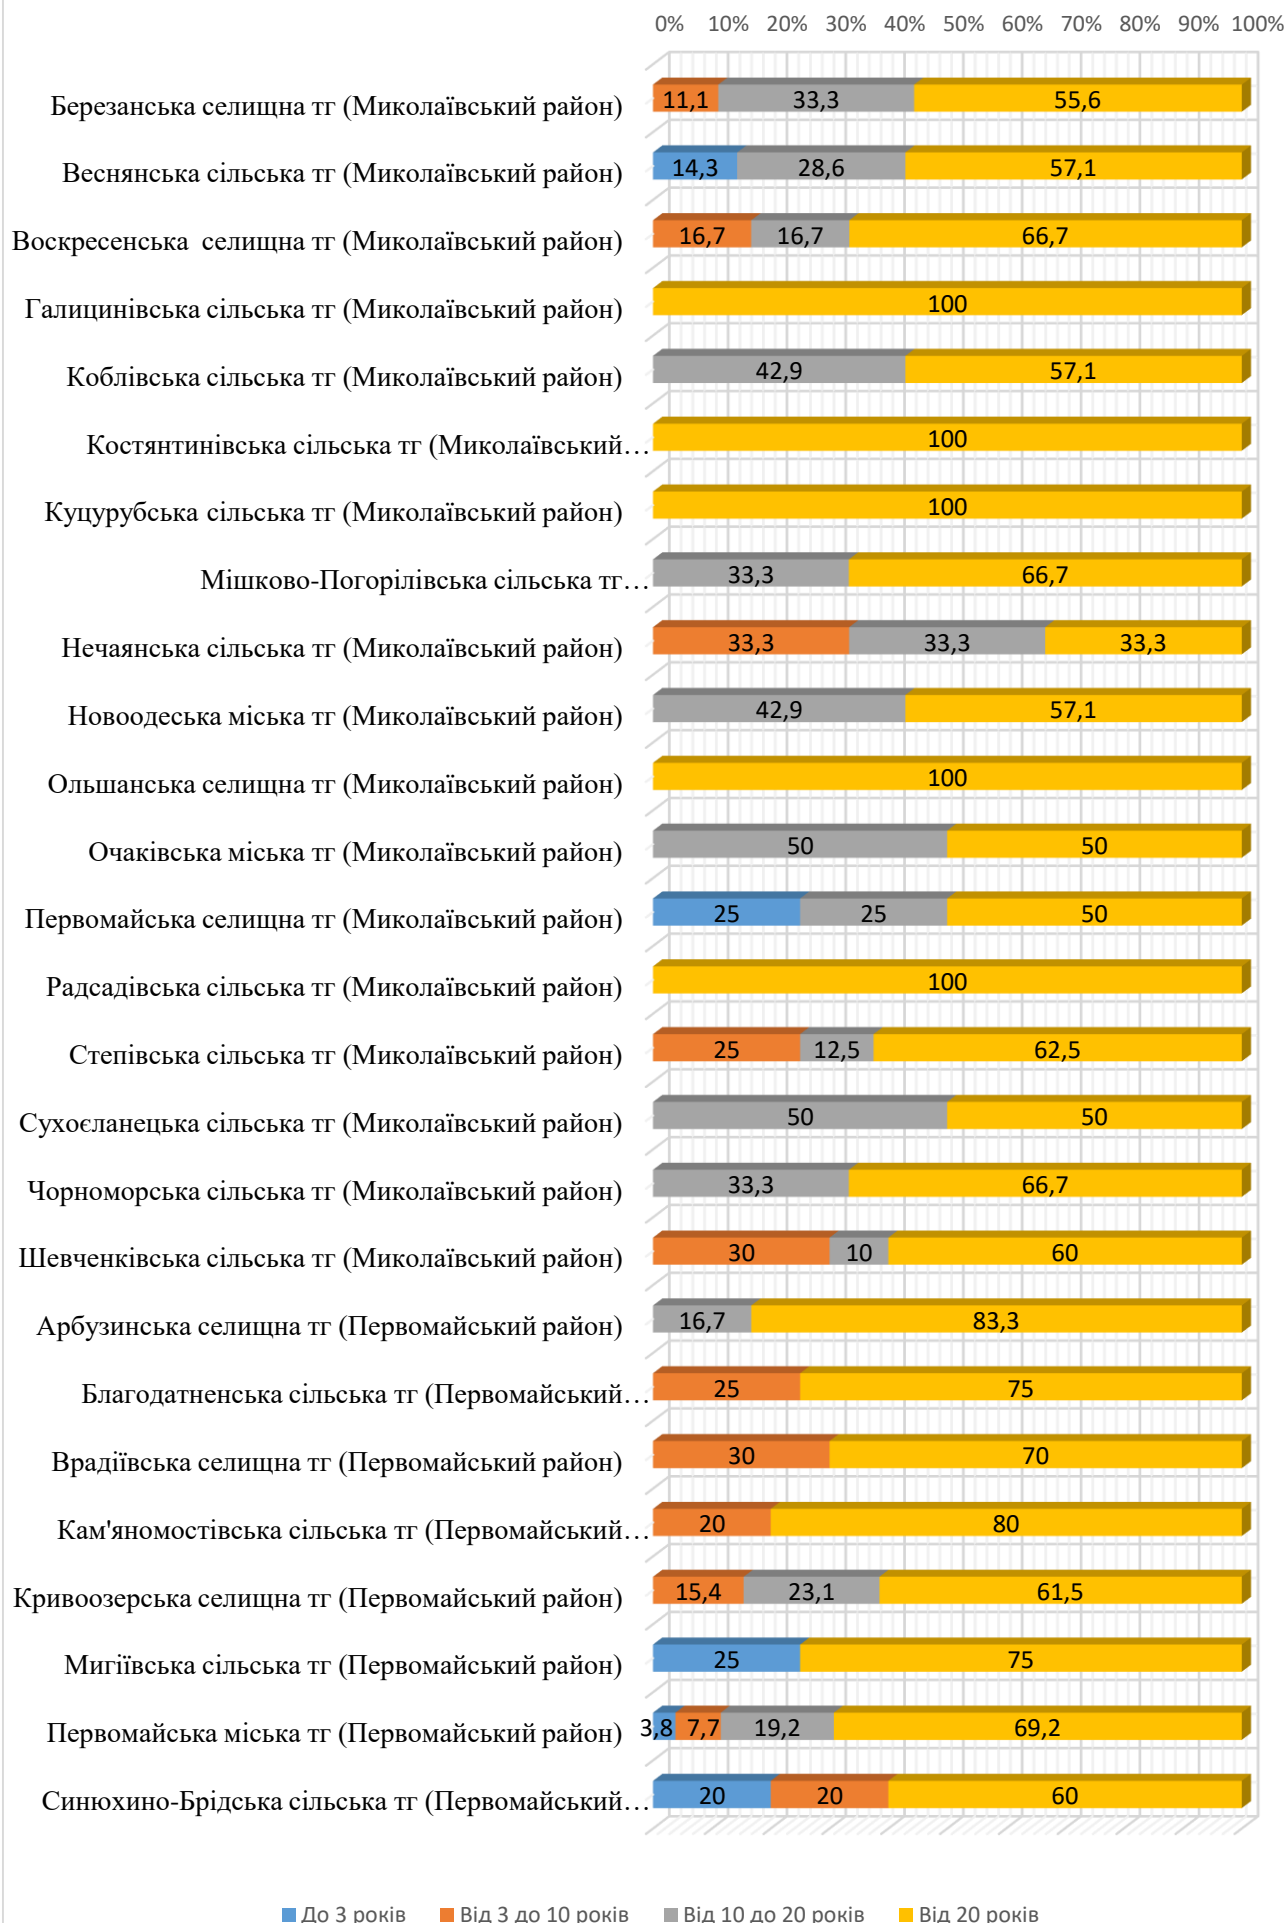 0% 10% 20% 30% 40% 50% 60% 70% 80% 90% 100%
Березанська селищна тг (Миколаївський район) 11,1 33,3 55,6
Веснянська сільська тг (Миколаївський район) 14,3 28,6 57,1
Воскресенська селищна тг (Миколаївський район) 16,7 16,7 66,7
Галицинівська сільська тг (Миколаївський район) 100
Коблівська сільська тг (Миколаївський район) 42,9 57,1
Костянтинівська сільська тг (Миколаївський… 100
Куцурубська сільська тг (Миколаївський район) 100
Мішково-Погорілівська сільська тг… 33,3 66,7
Нечаянська сільська тг (Миколаївський район) 33,3 33,3 33,3
Новоодеська міська тг (Миколаївський район) 42,9 57,1
Ольшанська селищна тг (Миколаївський район) 100
Очаківська міська тг (Миколаївський район) 50 50
Первомайська селищна тг (Миколаївський район) 25 25 50
Радсадівська сільська тг (Миколаївський район) 100
Степівська сільська тг (Миколаївський район) 25 12,5 62,5
Сухоєланецька сільська тг (Миколаївський район) 50 50
Чорноморська сільська тг (Миколаївський район) 33,3 66,7
Шевченківська сільська тг (Миколаївський район) 30 10 60
Арбузинська селищна тг (Первомайський район) 16,7 83,3
Благодатненська сільська тг (Первомайський… 25 75
Врадіївська селищна тг (Первомайський район) 30 70
Кам'яномостівська сільська тг (Первомайський… 20 80
Кривоозерська селищна тг (Первомайський район) 15,4 23,1 61,5
Мигіївська сільська тг (Первомайський район) 25 75
Первомайська міська тг (Первомайський район) 3,8 7,7 19,2 69,2
Синюхино-Брідська сільська тг (Первомайський… 20 20 60
До 3 років Від 3 до 10 років Від 10 до 20 років Від 20 років